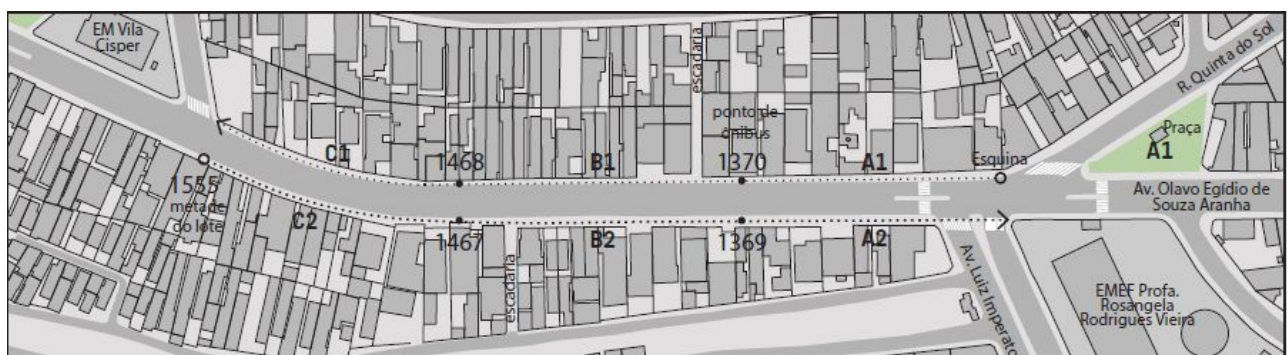 EM Vila
Cisper
escadaria
R. Quinta do Sol
ponto de
ônibus
Praça
A1
C1
1468
B1
1370
A1
Esquina
1555
metade
do lote
Av. Olavo Egídio de
Souza Aranha
C2
1467
B2
1369
A2
escadaria
Av. Luiz Imperato
EMEF Profa.
Rosângela
Rodrigues Vieira